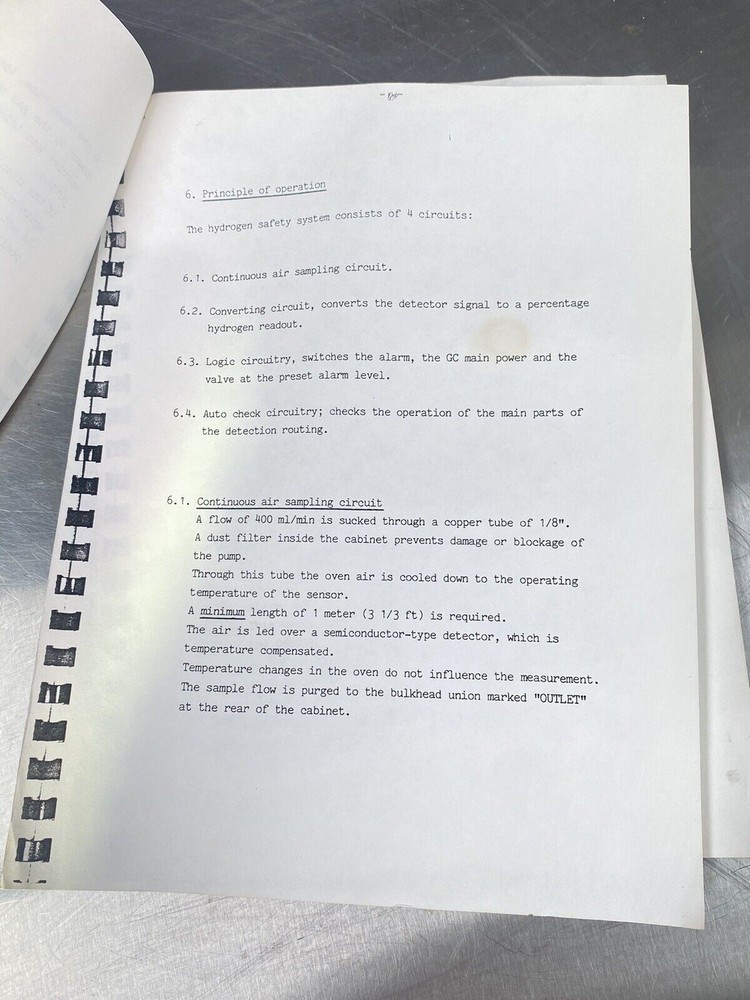 6. Principle of operation
The hydrogen safety system consists of 4 circuits:
6.1. Continuous air sampling circuit.
6.2. Converting circuit, converts the detector signal to a percentage
hydrogen readout.
6.3. Logic circuitry, switches the alarm, the GC main power and the
valve at the preset alarm level.
6.4. Auto check circuitry; checks the operation of the main parts of
the detection routing.
6.1. Continuous air sampling circuit
A flow of 400 ml/min is sucked through a copper tube of 1/8".
A dust filter inside the cabinet prevents damage or blockage of
the pump.
Through this tube the oven air is cooled down to the operating
temperature of the sensor.
A minimum length of 1 meter (3 1/3 ft) is required.
The air is led over a semiconductor-type detector, which is
temperature compensated.
Temperature changes in the oven do not influence the measurement.
The sample flow is purged to the bulkhead union marked "OUTLET"
at the rear of the cabinet.